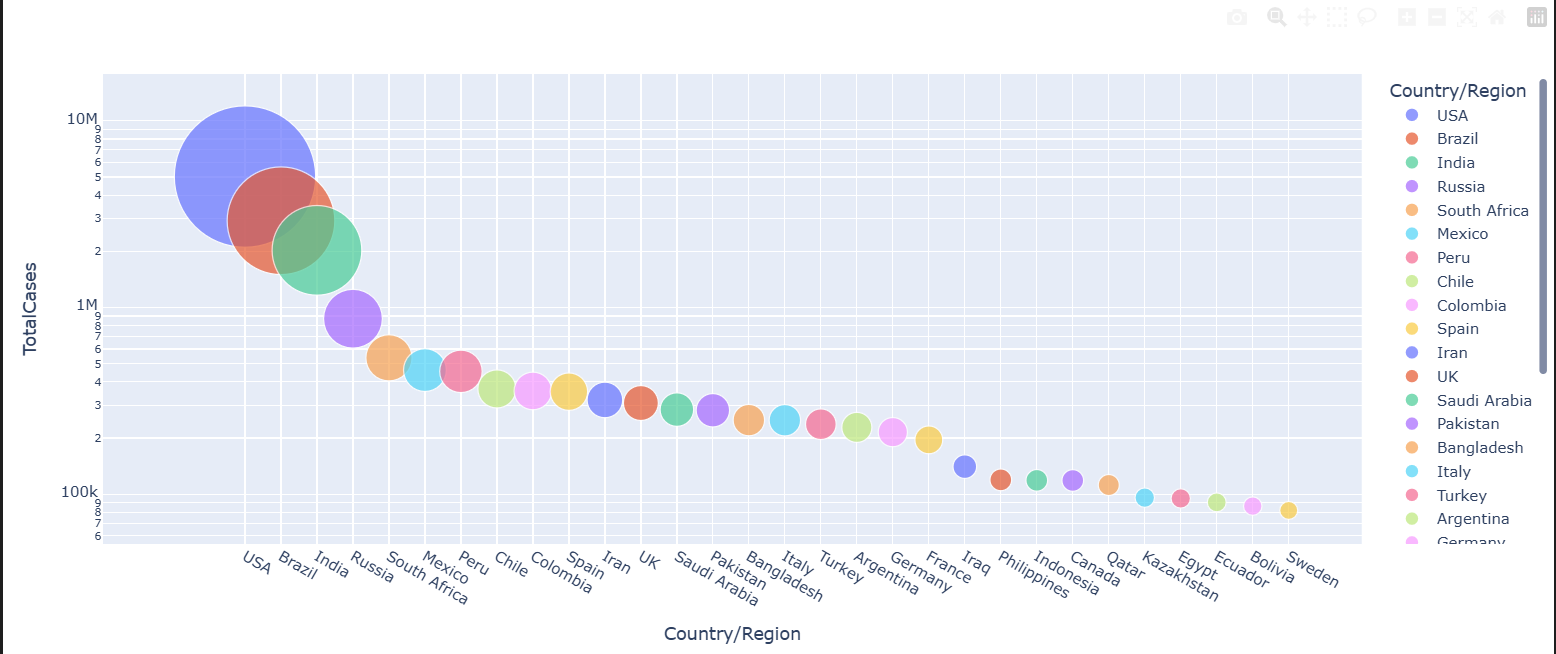 Country/Region
USA
Brazil
India
Russia
South Africa
Mexico
Peru
Chile
Colombia
Spain
Iran
UK
Saudi Arabia
Pakistan
Bangladesh
Italy
Turkey
Argentina
Germany
TotalCases
10M
9
8
7
6
5
4
3
2
1M
9
8
7
6
5
4
3
2
100k
9
8
7
6
USA
Brazil
India
Russia
South Africa
Mexico
Peru
Chile
Colombia
Spain
Iran
UK
Saudi Arabia
Pakistan
Bangladesh
Italy
Turkey
Argentina
Germany
France
Iraq
Philippines
Indonesia
Canada
Qatar
Kazakhstan
Egypt
Ecuador
Bolivia
Sweden
Country/Region